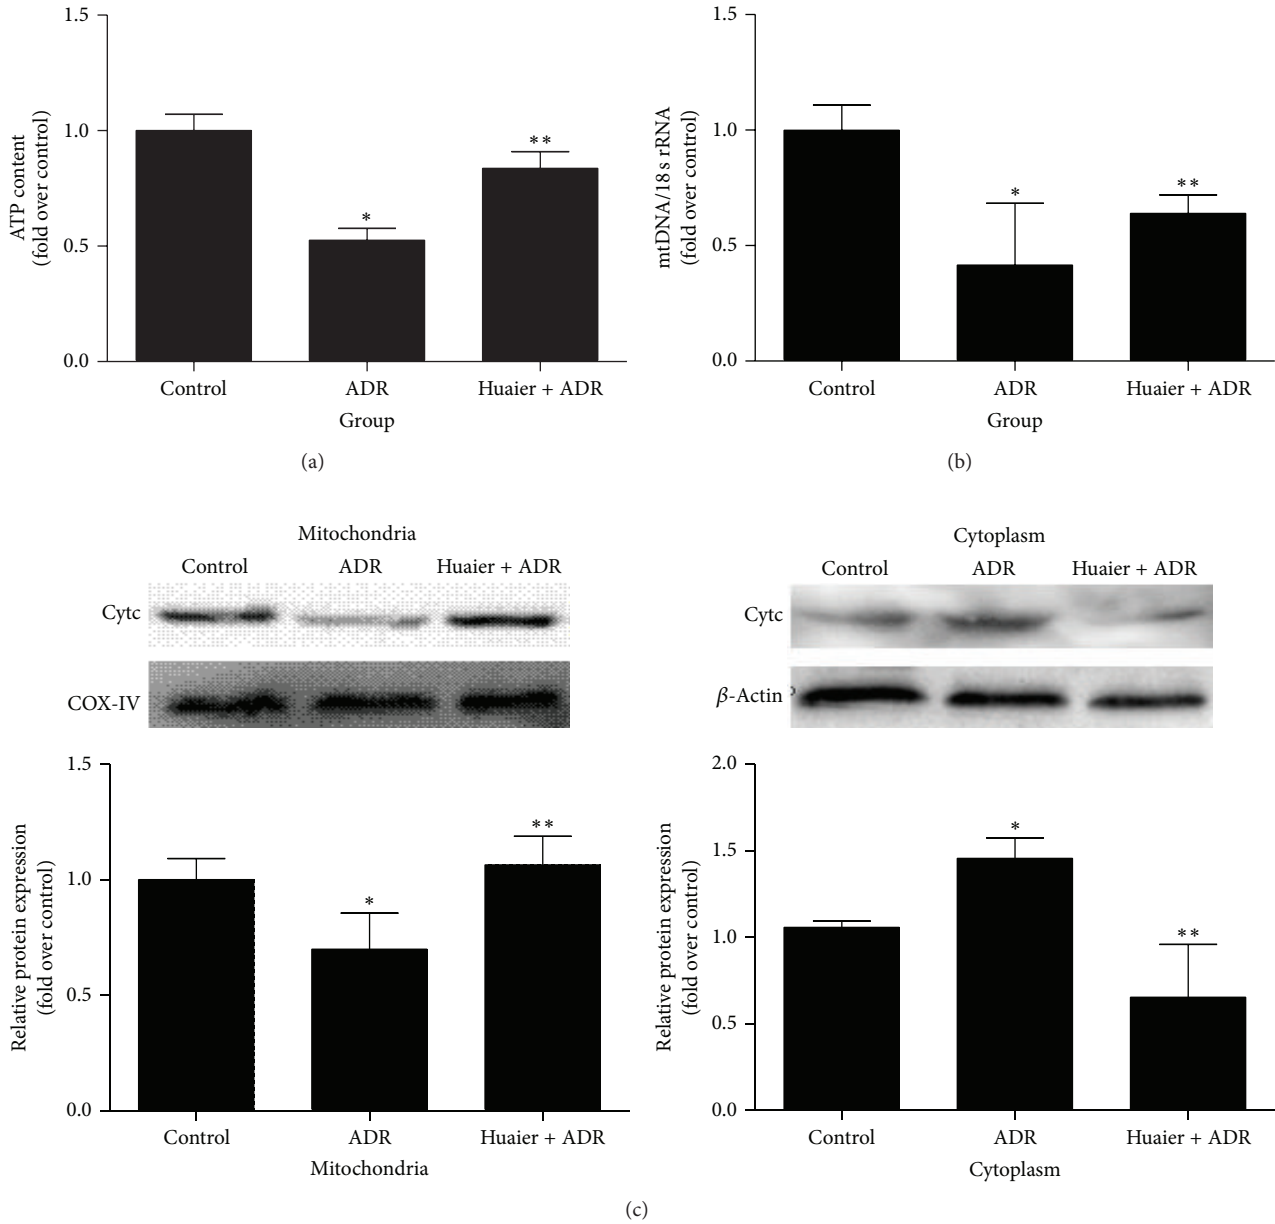 1.5
1.0
0.5
0.0
ATP content
(fold over control)
*
**
Control ADR Huaier + ADR
Group
(a)
1.5
1.0
0.5
0.0
mtDNA/18 s rRNA
(fold over control)
*
**
Control ADR Huaier + ADR
Group
(b)
Mitochondria
Control ADR Huaier + ADR
Cytc
COX-IV
1.5
1.0
0.5
0.0
Relative protein expression
(fold over control)
*
**
Control ADR Huaier + ADR
Mitochondria
Cytoplasm
Control ADR Huaier + ADR
Cytc
β-Actin
2.0
1.5
1.0
0.5
0.0
Relative protein expression
(fold over control)
*
**
Control ADR Huaier + ADR
Cytoplasm
(c)